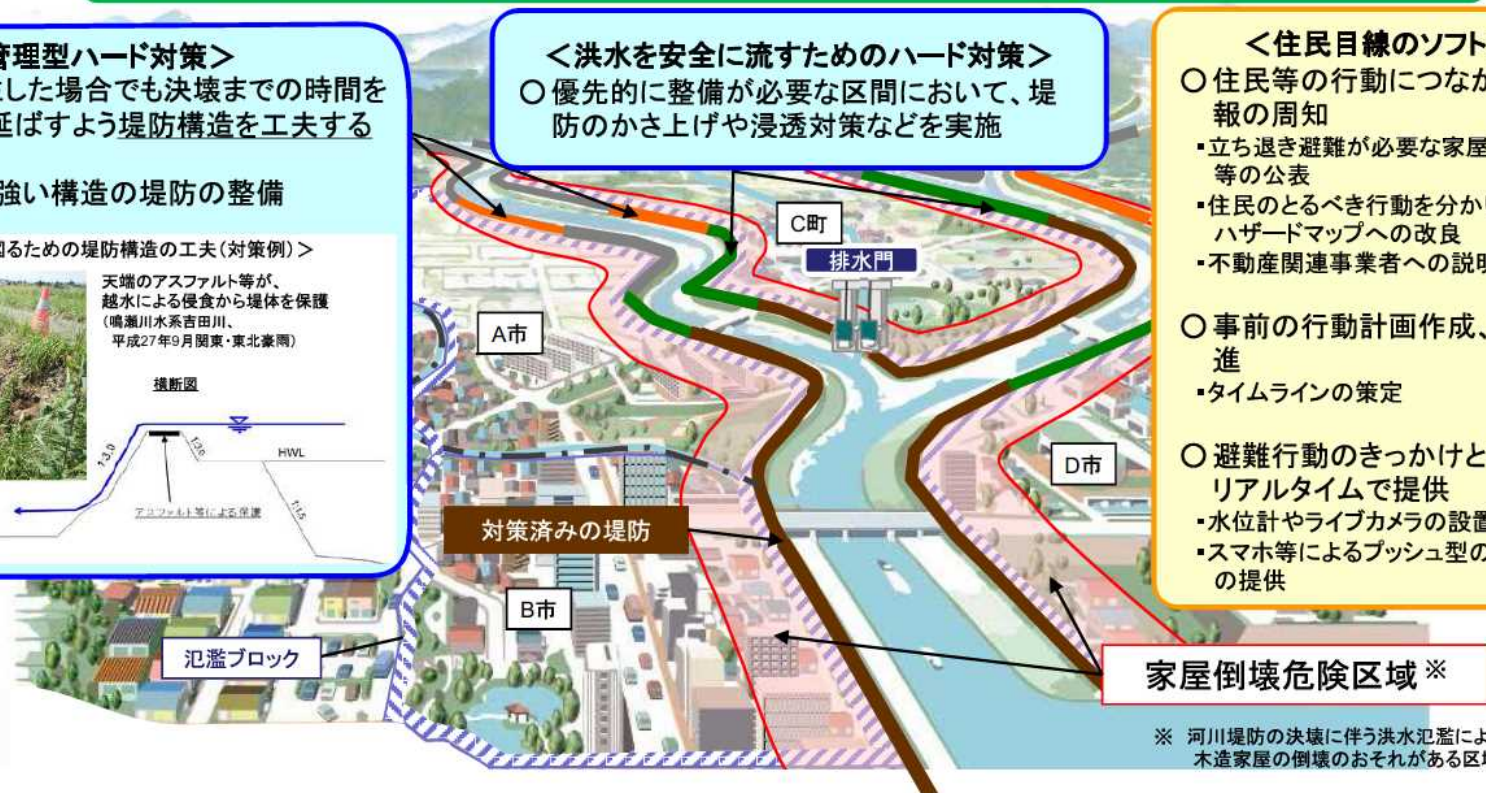 管理型ハード対策＞
した場合でも決壊までの時間を
延ばすよう堤防構造を工夫する
強い構造の堤防の整備
図るための堤防構造の工夫(対策例)＞
天端のアスファルト等が、
越水による侵食から堤体を保護
(鳴瀬川水系吉田川、
平成27年9月関東・東北豪雨)
横断図
1:3.0
1:3.0
HWL
1:1.5
アスファルト等による保護
＜洪水を安全に流すためのハード対策＞
○優先的に整備が必要な区間において、堤
防のかさ上げや浸透対策などを実施
＜住民目線のソフト
○住民等の行動につなが
報の周知
▪立ち退き避難が必要な家屋
等の公表
▪住民のとるべき行動を分か
ハザードマップへの改良
▪不動産関連事業者への説明
○事前の行動計画作成、
進
▪タイムラインの策定
○避難行動のきっかけと
リアルタイムで提供
▪水位計やライブカメラの設置
▪スマホ等によるプッシュ型の
の提供
C町
排水門
A市
D市
対策済みの堤防
B市
氾濫ブロック
家屋倒壊危険区域※
※ 河川堤防の決壊に伴う洪水氾濫によ
木造家屋の倒壊のおそれがある区域